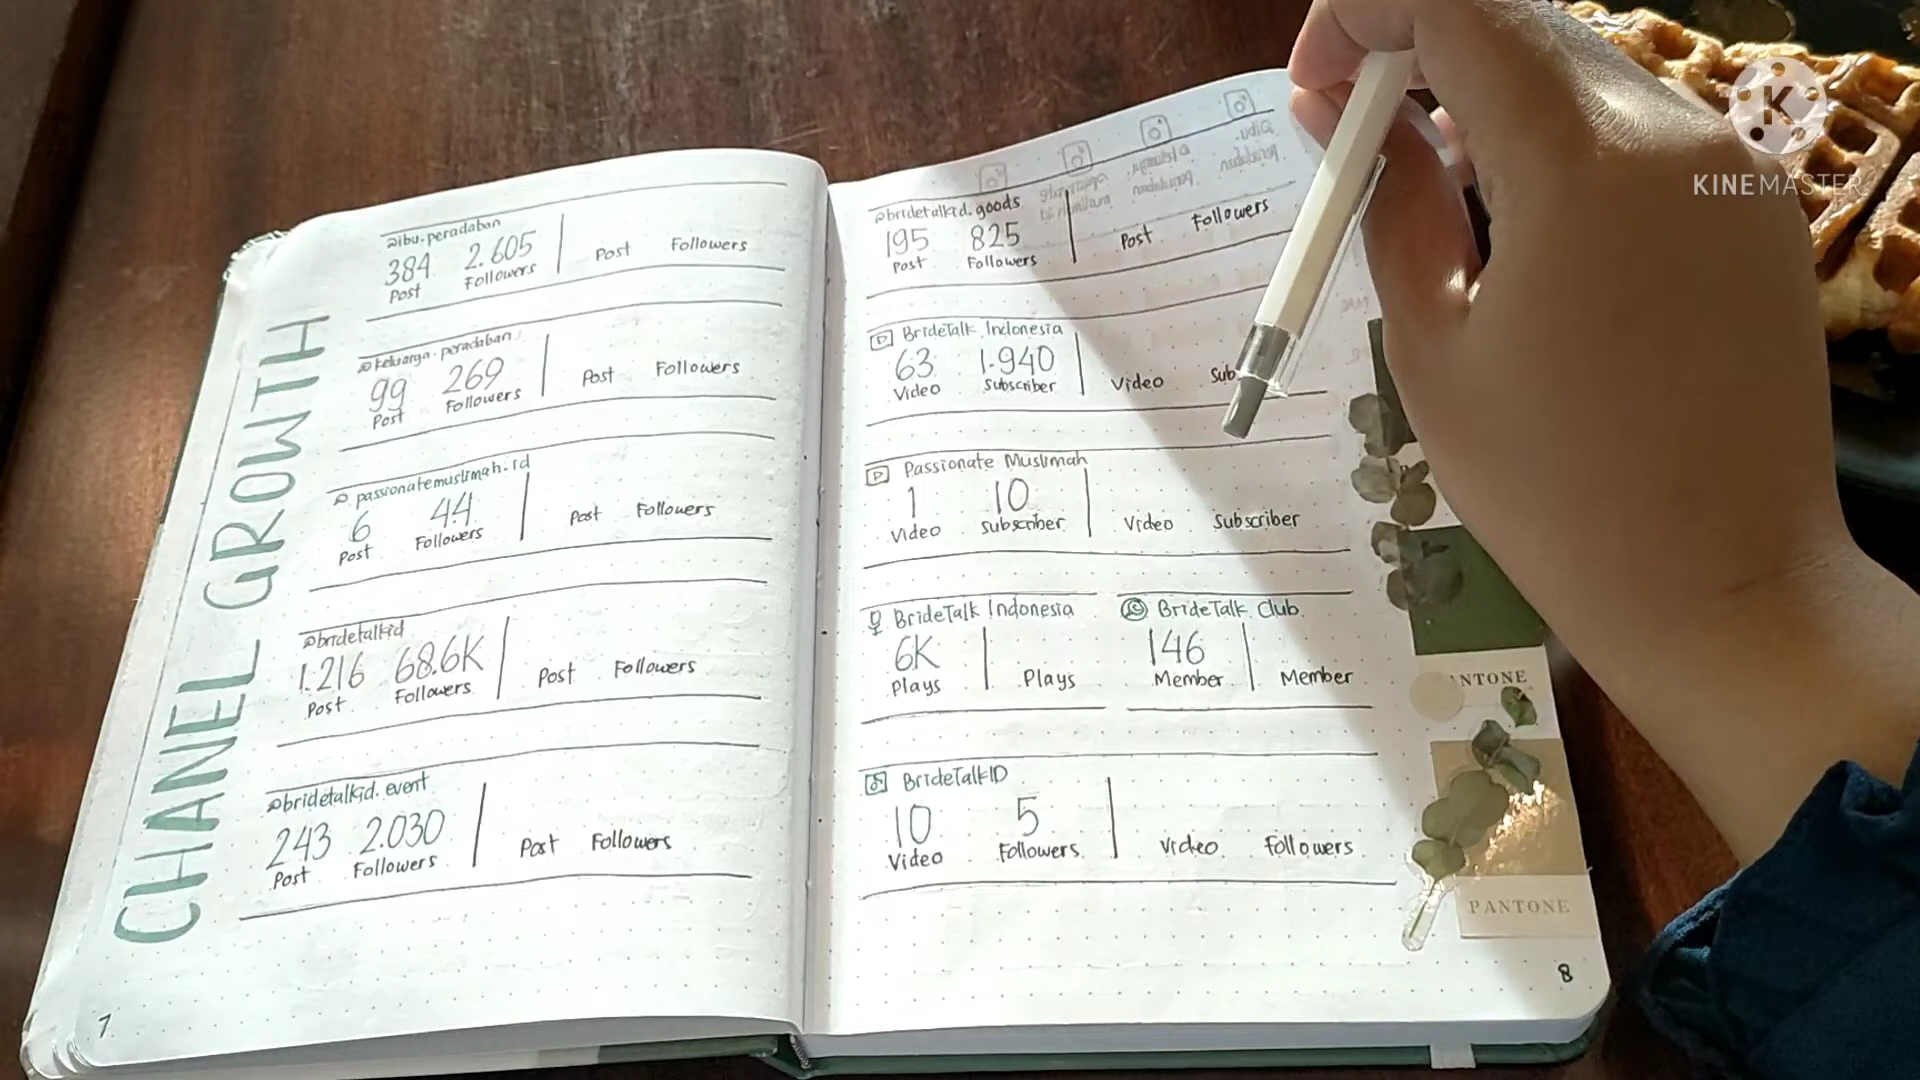 CHANNEL GROWTH
@ibu.peradaban
384 2.605
Post Followers Post Followers
@keluarga.peradaban
99 269
Post Followers Post Followers
@passionatemuslimah.id
6 44
Post Followers Post Followers
@bridetalkid
1.216 68.6K
Post Followers Post Followers
@bridetalkid.event
243 2.030
Post Followers Post Followers
7
@bridetalkid.goods
195 825
Post Followers Post Followers
BrideTalk Indonesia
63 1.940
Video Subscriber Video Sub
Passionate Muslimah
1 10
Video Subscriber Video Subscriber
BrideTalk Indonesia
6K
Plays Plays
BrideTalk Club
146
Member Member
BrideTalkID
10 5
Video Followers Video Followers
ANTONE
PANTONE
8
K
KINEMASTER